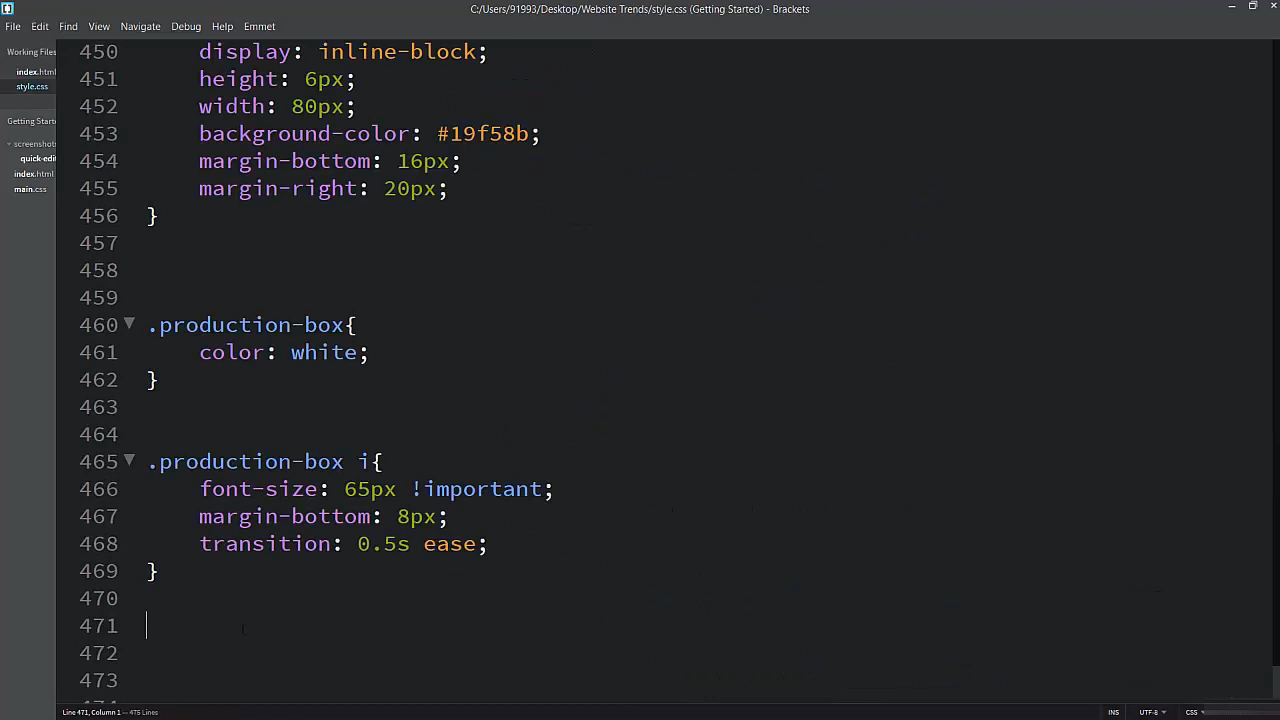 C:/Users/91993/Desktop/Website Trends/style.css (Getting Started) - Brackets
File Edit Find View Navigate Debug Help Emmet
Working Files
index.html
style.css
Getting Starte
screenshots
quick-edit
index.html
main.css
450 display: inline-block;
451 height: 6px;
452 width: 80px;
453 background-color: #19f58b;
454 margin-bottom: 16px;
455 margin-right: 20px;
456 }
457
458
459
460 .production-box{
461 color: white;
462 }
463
464
465 .production-box i{
466 font-size: 65px !important;
467 margin-bottom: 8px;
468 transition: 0.5s ease;
469 }
470
471
472
473
Line 471, Column 1 — 475 Lines
INS UTF-8 CSS